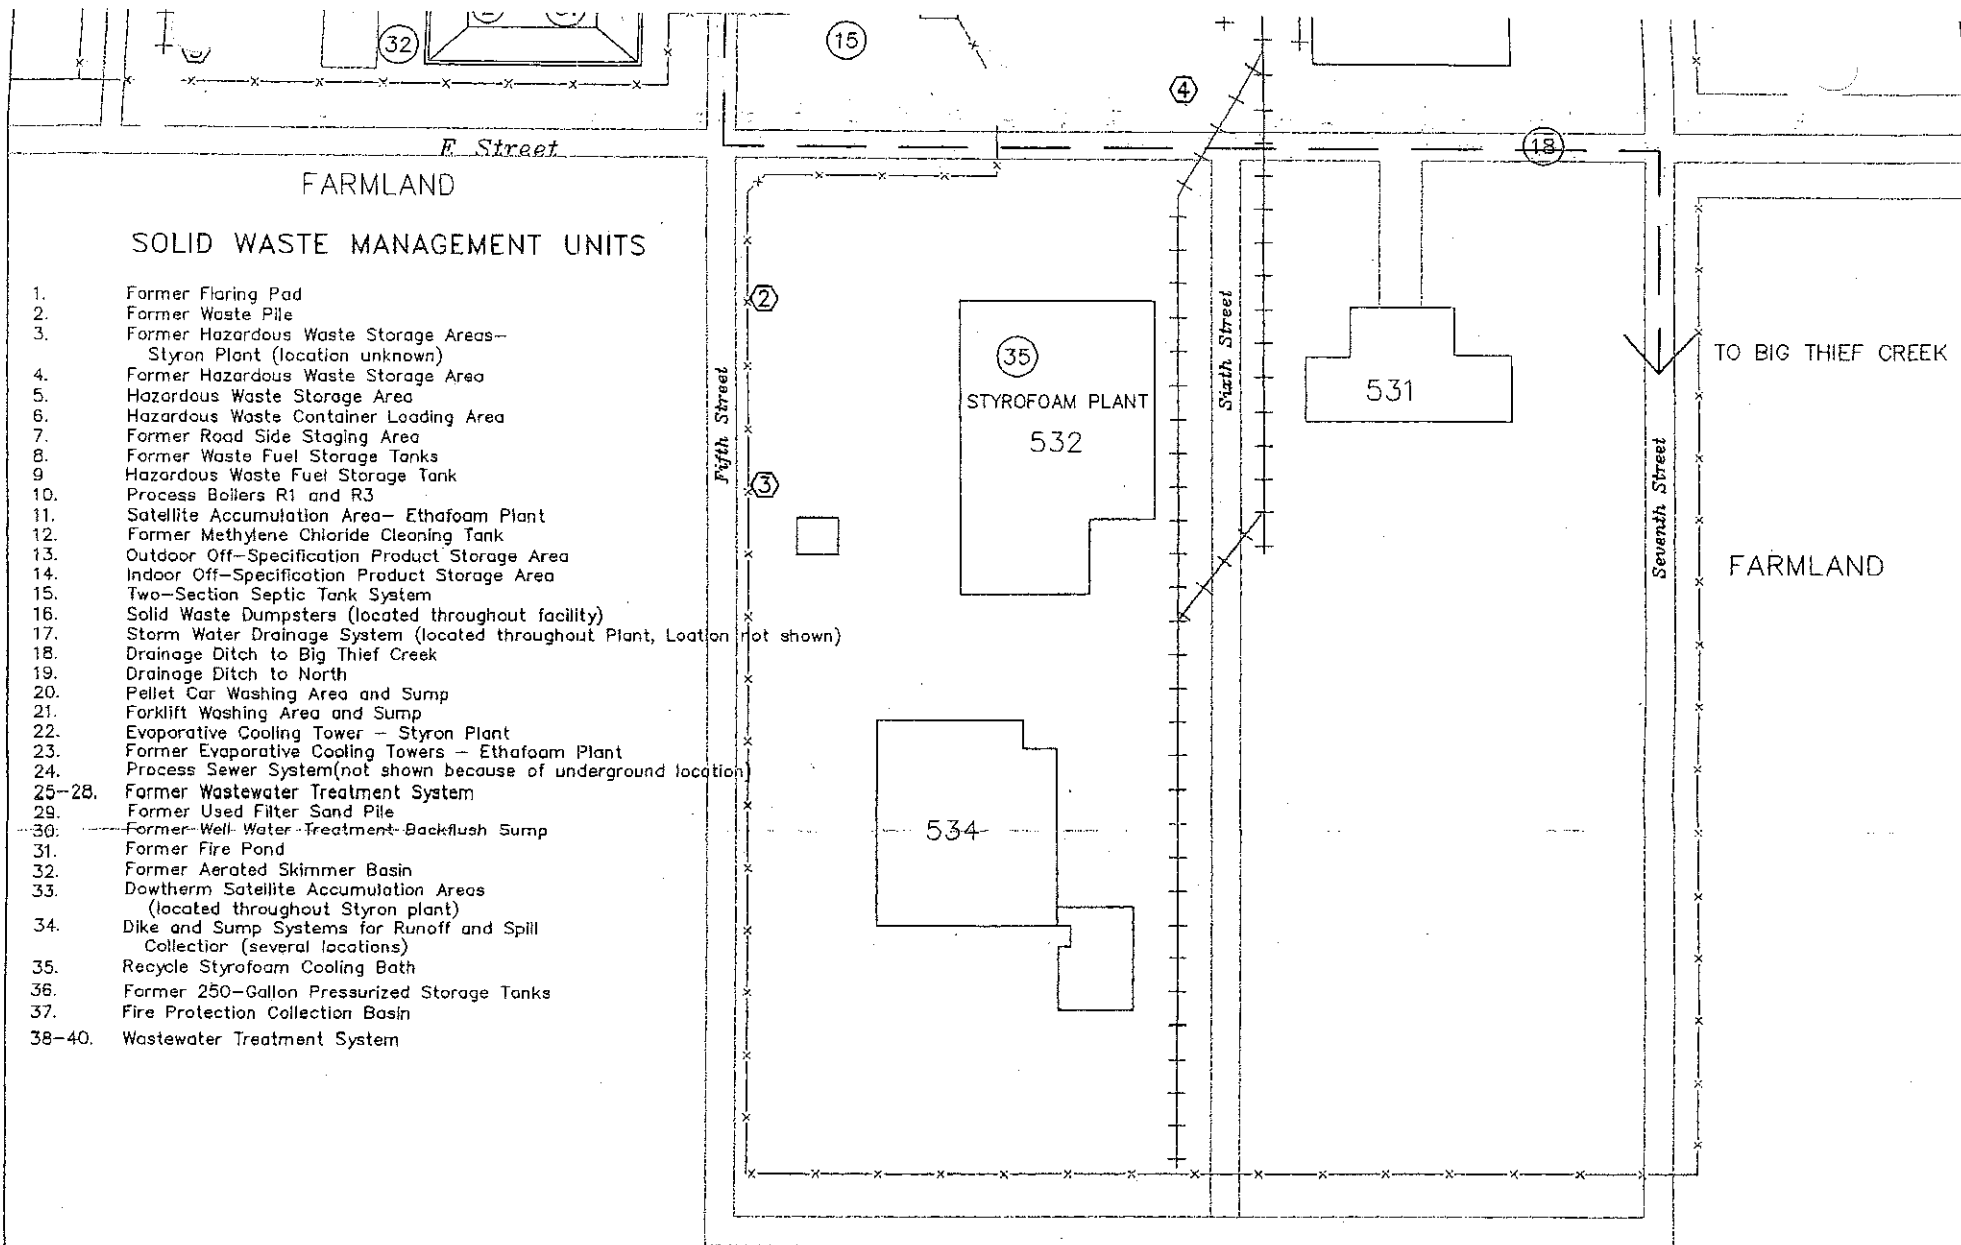 32
15
4
E Street
18
FARMLAND
SOLID WASTE MANAGEMENT UNITS
1. Former Flaring Pad
2. Former Waste Pile
3. Former Hazardous Waste Storage Areas-
Styron Plant (location unknown)
4. Former Hazardous Waste Storage Area
5. Hazardous Waste Storage Area
6. Hazardous Waste Container Loading Area
7. Former Road Side Staging Area
8. Former Waste Fuel Storage Tanks
9 Hazardous Waste Fuel Storage Tank
10. Process Boilers R1 and R3
11. Satellite Accumulation Area- Ethafoam Plant
12. Former Methylene Chloride Cleaning Tank
13. Outdoor Off-Specification Product Storage Area
14. Indoor Off-Specification Product Storage Area
15. Two-Section Septic Tank System
16. Solid Waste Dumpsters (located throughout facility)
17. Storm Water Drainage System (located throughout Plant, Loation not shown)
18. Drainage Ditch to Big Thief Creek
19. Drainage Ditch to North
20. Pellet Car Washing Area and Sump
21. Forklift Washing Area and Sump
22. Evaporative Cooling Tower - Styron Plant
23. Former Evaporative Cooling Towers - Ethafoam Plant
24. Process Sewer System(not shown because of underground location)
25-28. Former Wastewater Treatment System
29. Former Used Filter Sand Pile
30. Former Well Water Treatment Backflush Sump
31. Former Fire Pond
32. Former Aerated Skimmer Basin
33. Dowtherm Satellite Accumulation Areas
(located throughout Styron plant)
34. Dike and Sump Systems for Runoff and Spill
Collection (several locations)
35. Recycle Styrofoam Cooling Bath
36. Former 250-Gallon Pressurized Storage Tanks
37. Fire Protection Collection Basin
38-40. Wastewater Treatment System
Fifth Street
2
3
35
STYROFOAM PLANT
532
534
Sixth Street
531
Seventh Street
TO BIG THIEF CREEK
FARMLAND